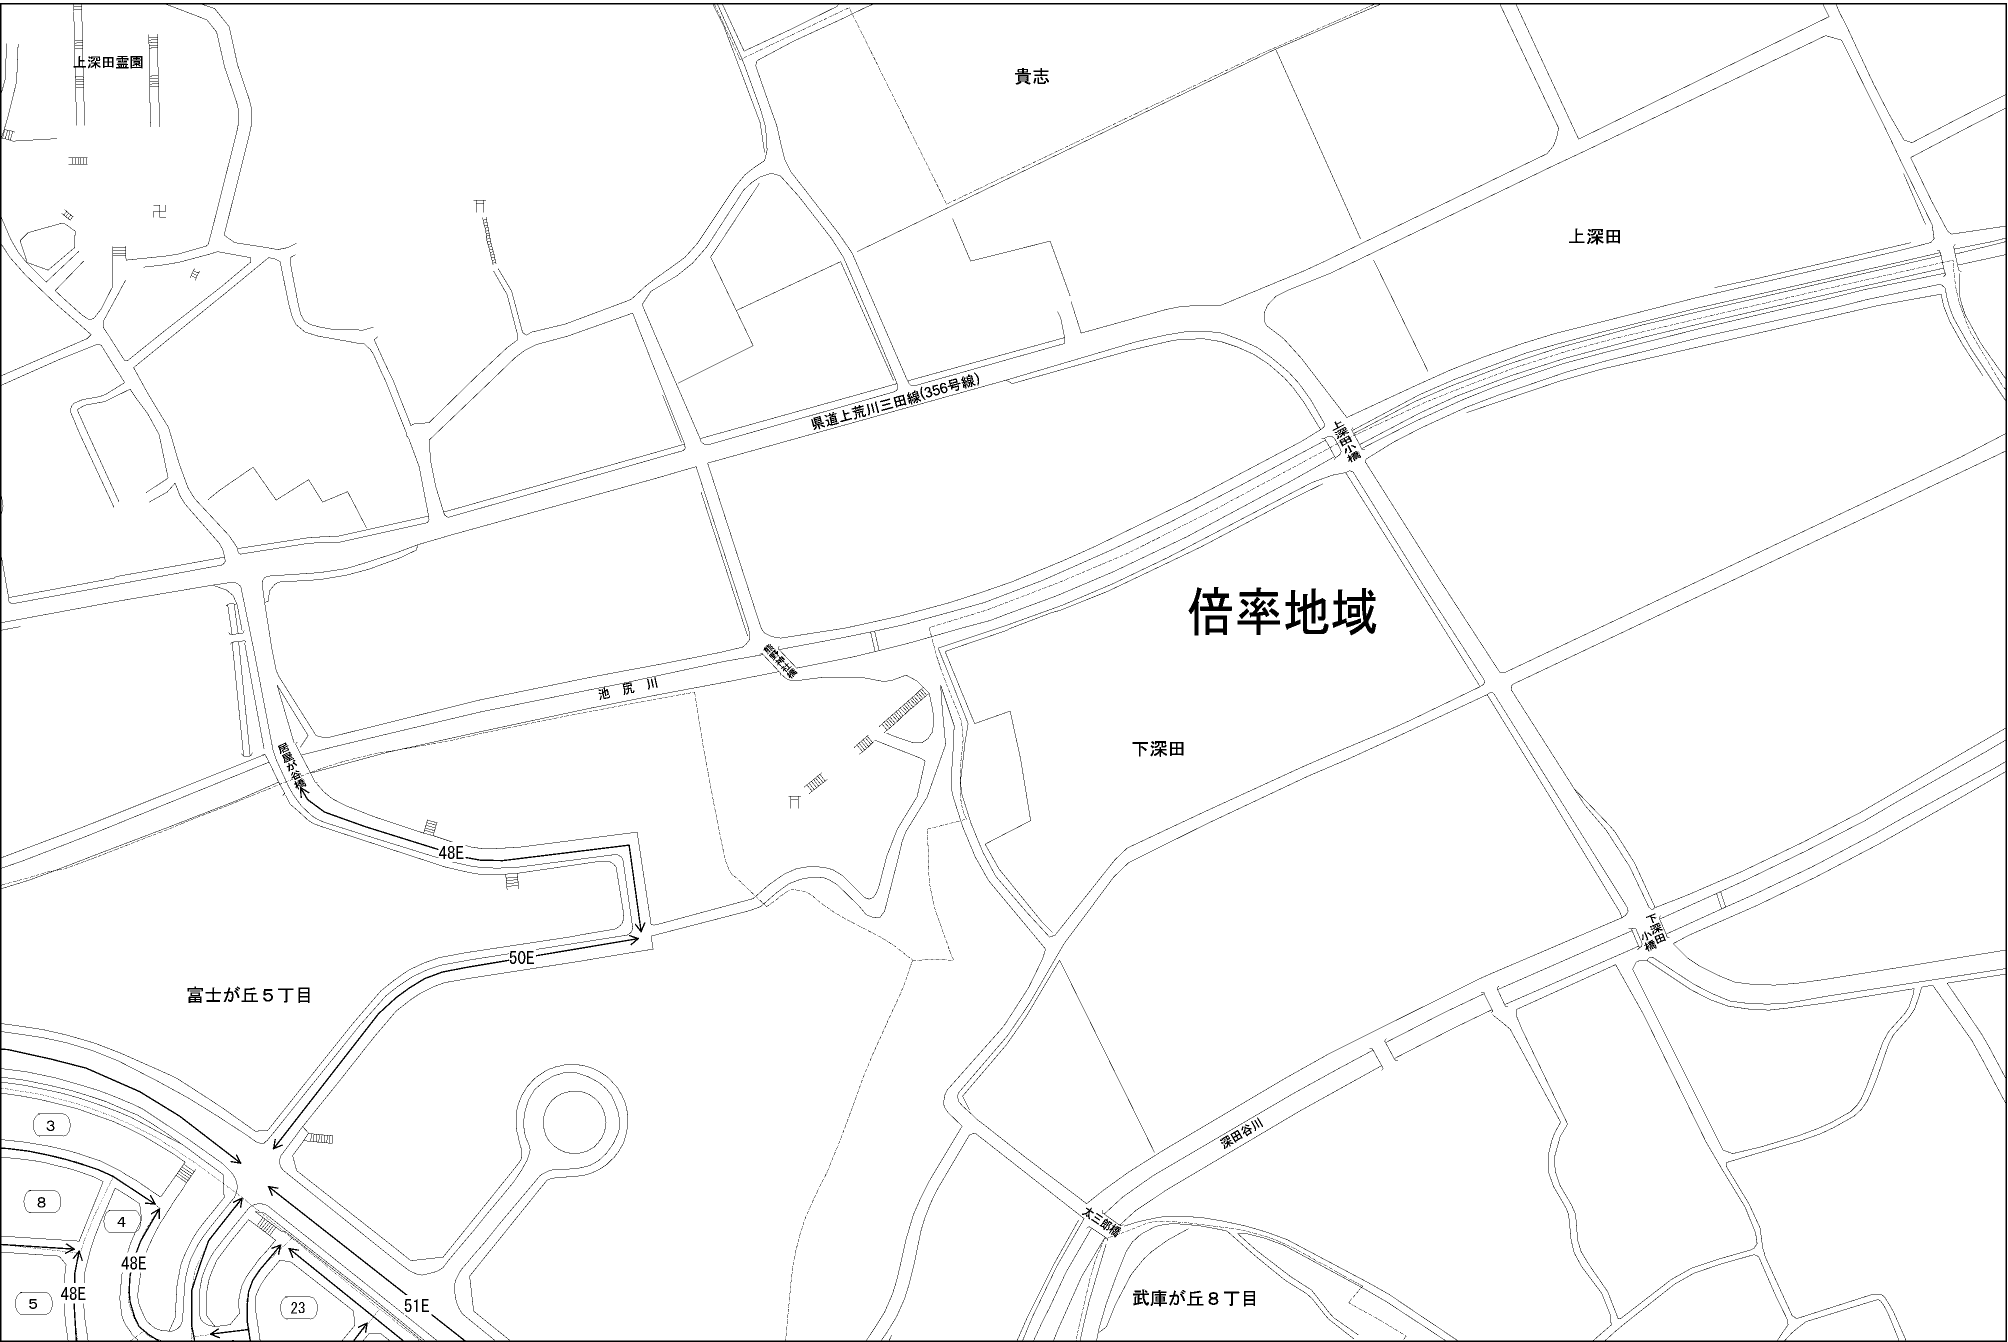 上深田霊園
貴志
上深田
県道上荒川三田線(356号線)
上深田小橋
倍率地域
池尻川
居屋が谷橋
下深田
48E
50E
下深田小橋
富士が丘５丁目
深田谷川
太三郎橋
3
8
4
48E
48E
5
23
51E
武庫が丘８丁目